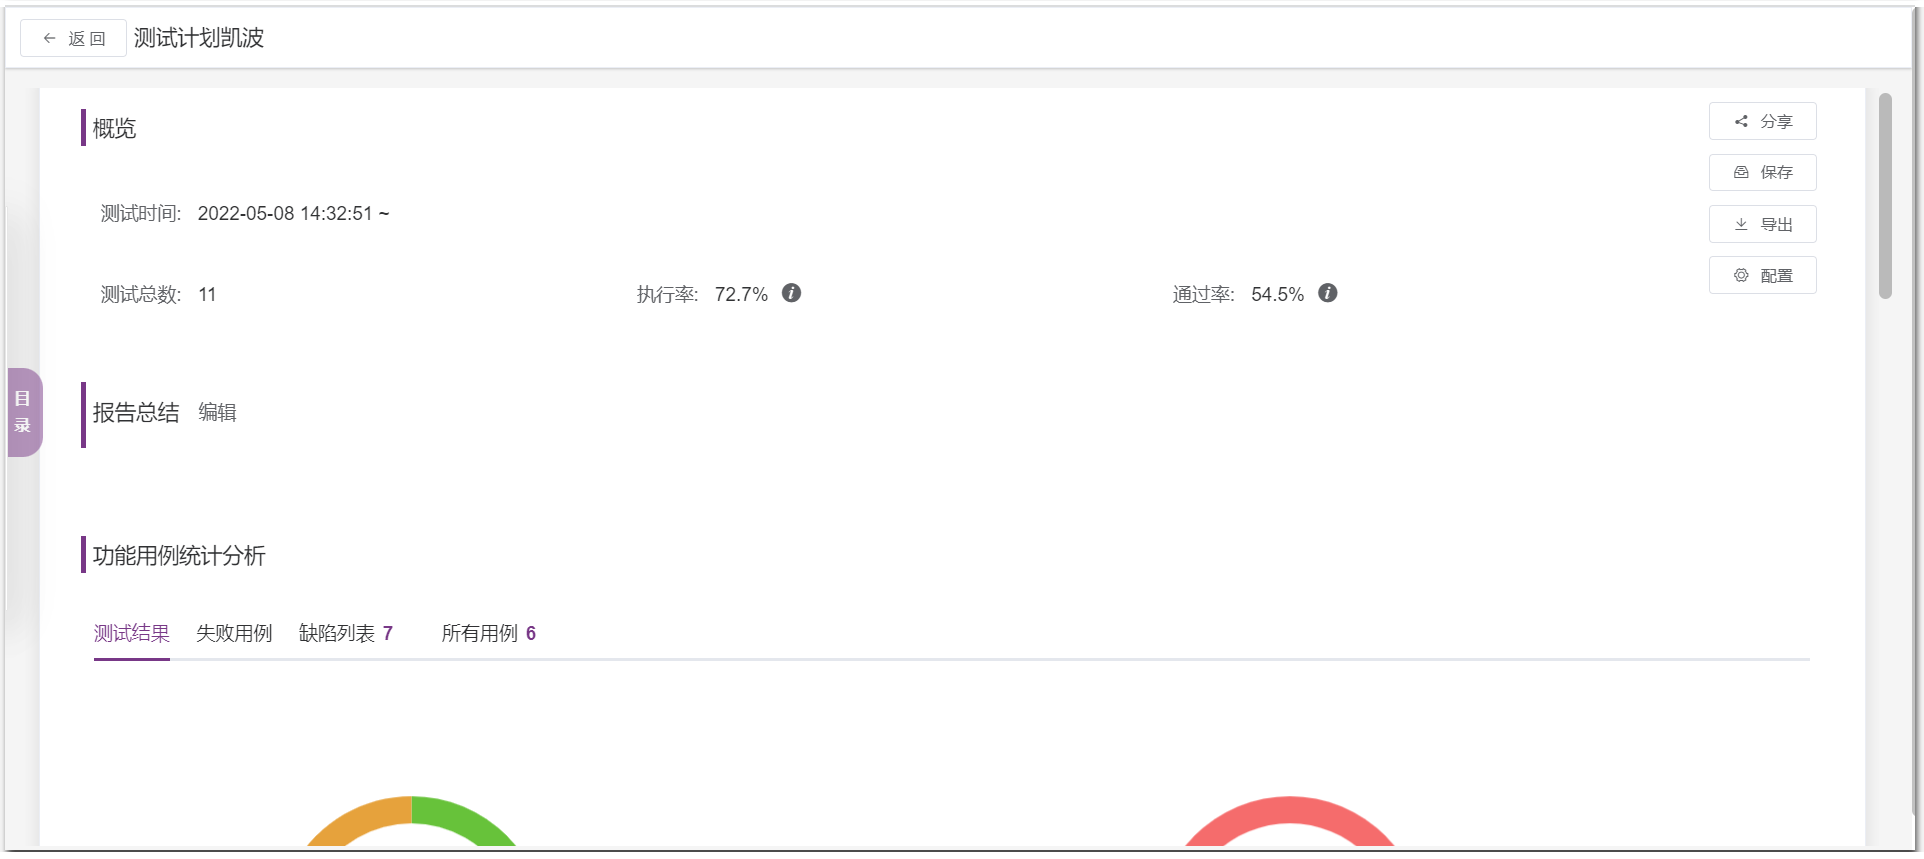 返回 测试计划凯波
概览
分享
保存
测试时间: 2022-05-08 14:32:51 ~
导出
配置
测试总数: 11 执行率: 72.7% 通过率: 54.5%
目录
报告总结 编辑
功能用例统计分析
测试结果 失败用例 缺陷列表 7 所有用例 6